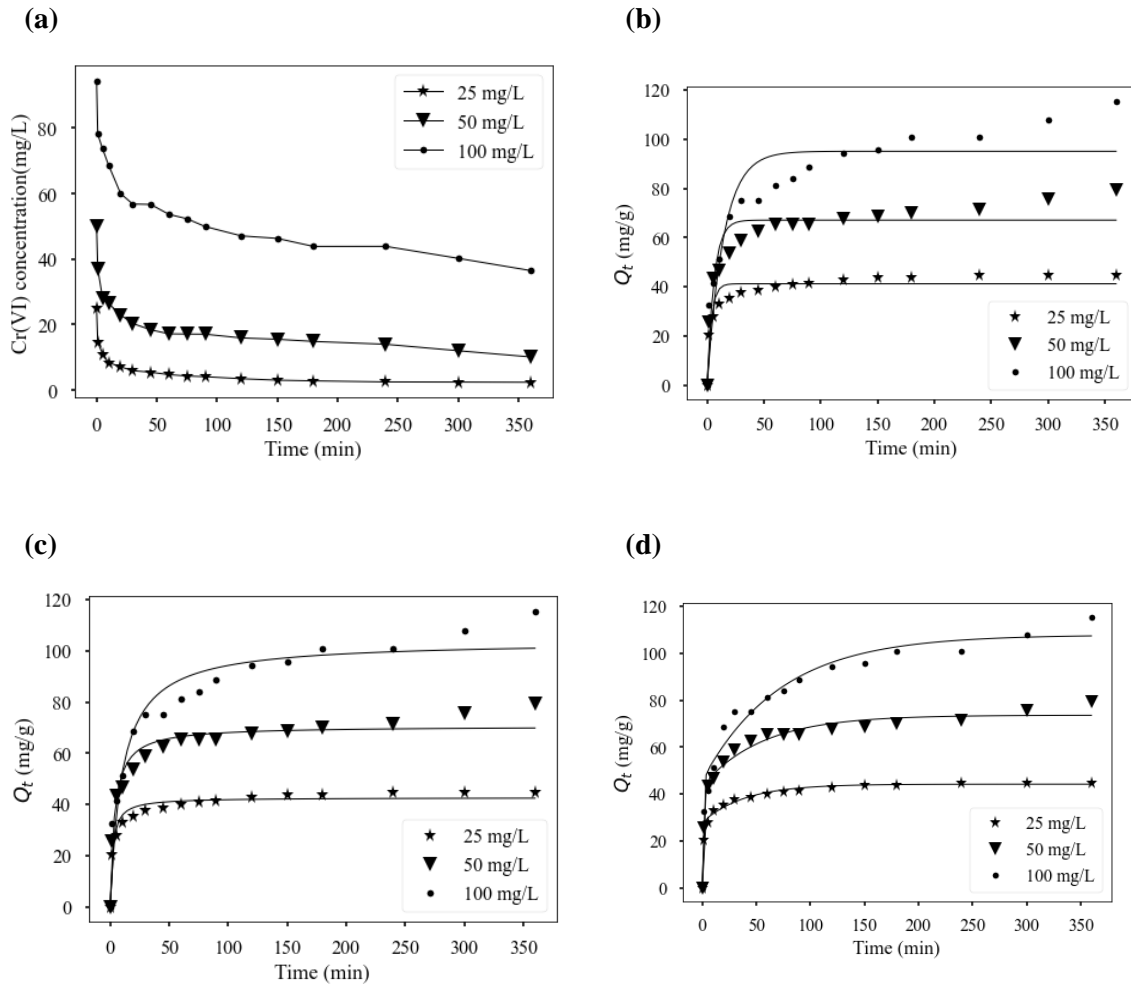 (a)
(b)
25 mg/L
50 mg/L
100 mg/L
Cr(VI) concentration(mg/L)
80
60
40
20
0
0 50 100 150 200 250 300 350
Time (min)
Q_t (mg/g)
120
100
80
60
40
20
0
25 mg/L
50 mg/L
100 mg/L
0 50 100 150 200 250 300 350
Time (min)
(c)
(d)
Q_t (mg/g)
120
100
80
60
40
20
0
25 mg/L
50 mg/L
100 mg/L
0 50 100 150 200 250 300 350
Time (min)
Q_t (mg/g)
120
100
80
60
40
20
0
25 mg/L
50 mg/L
100 mg/L
0 50 100 150 200 250 300 350
Time (min)